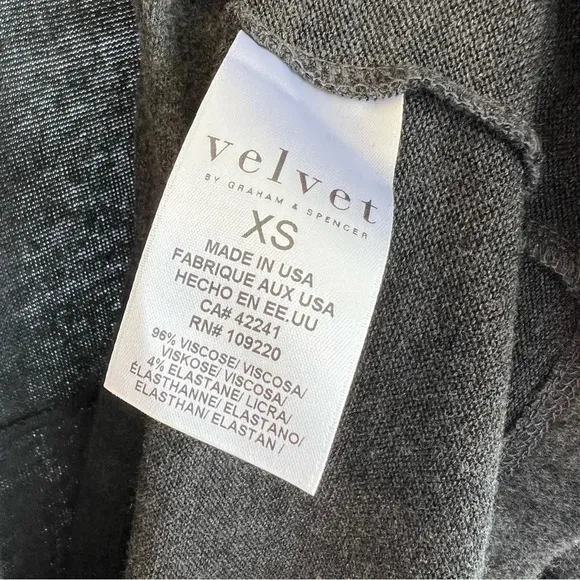 velvet
BY GRAHAM & SPENCER
XS
MADE IN USA
FABRIQUE AUX USA
HECHO EN EE.UU
CA# 42241
RN# 109220
96% VISCOSE/ VISCOSA/
VISKOSE/ VISCOSA/
4% ELASTANE/ LICRA/
ÉLASTHANNE/ ELASTANO/
ELASTHAN/ ELASTAN /